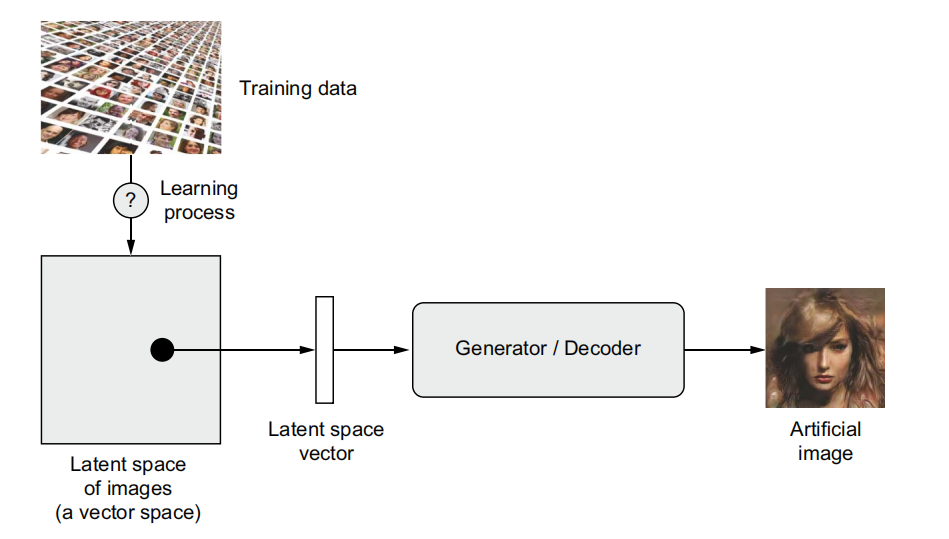 Training data
?
Learning
process
Generator / Decoder
Latent space
vector
Artificial
image
Latent space
of images
(a vector space)